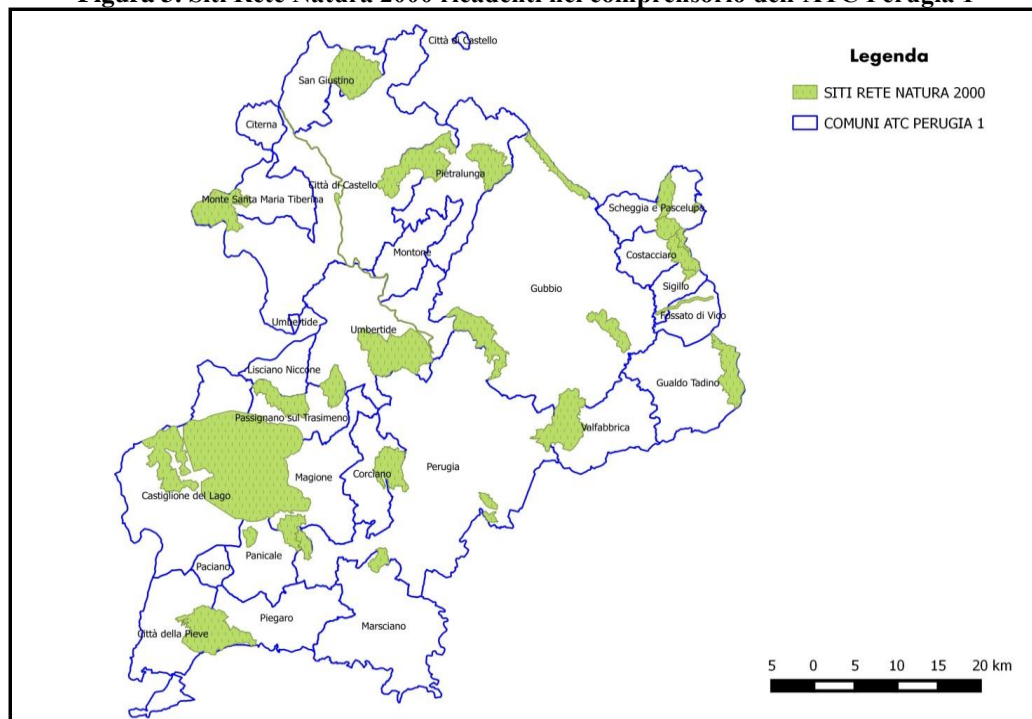 Figura 3. Siti Rete Natura 2000 ricadenti nel comprensorio dell'ATC Perugia 1
Città di Castello
Legenda
San Giustino
SITI RETE NATURA 2000
Citerna
COMUNI ATC PERUGIA 1
Pietralunga
Città di Castello
Monte Santa Maria Tiberina
Scheggia e Pascelupo
Montone
Costacciaro
Gubbio
Sigillo
Fossato di Vico
Umbertide
Umbertide
Lisciano Niccone
Gualdo Tadino
Passignano sul Trasimeno
Valfabbrica
Perugia
Corciano
Magione
Castiglione del Lago
Panicale
Paciano
Piegaro
Marsciano
Città della Pieve
5 0 5 10 15 20 km